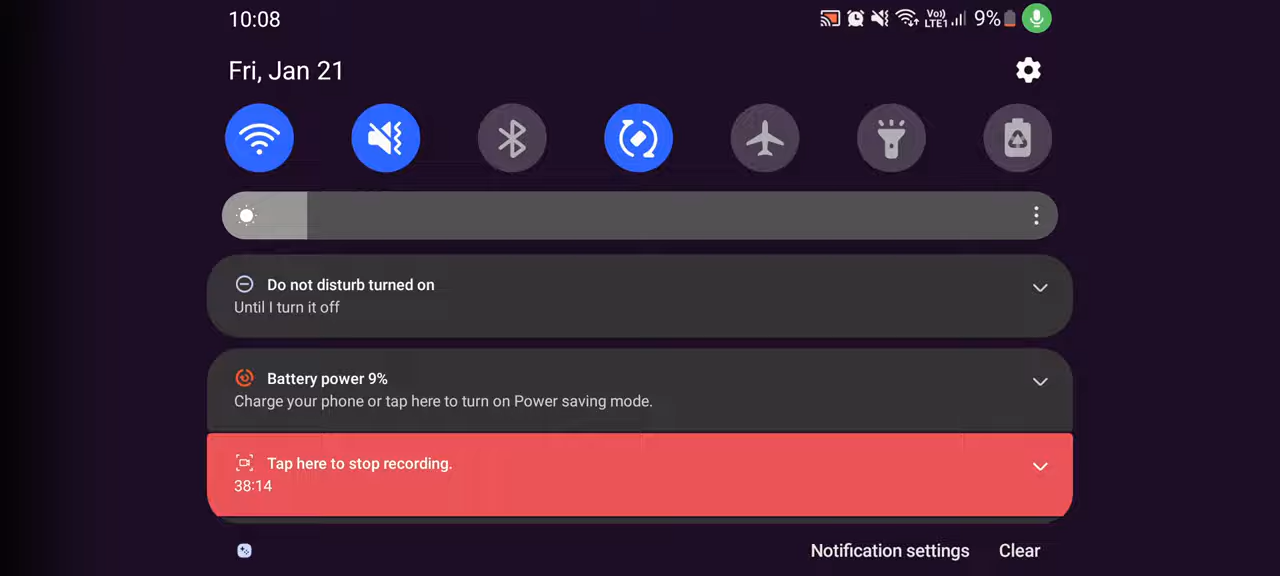 10:08
Vo)) LTE1 9%
Fri, Jan 21
Do not disturb turned on
Until I turn it off
Battery power 9%
Charge your phone or tap here to turn on Power saving mode.
Tap here to stop recording.
38:14
Notification settings Clear